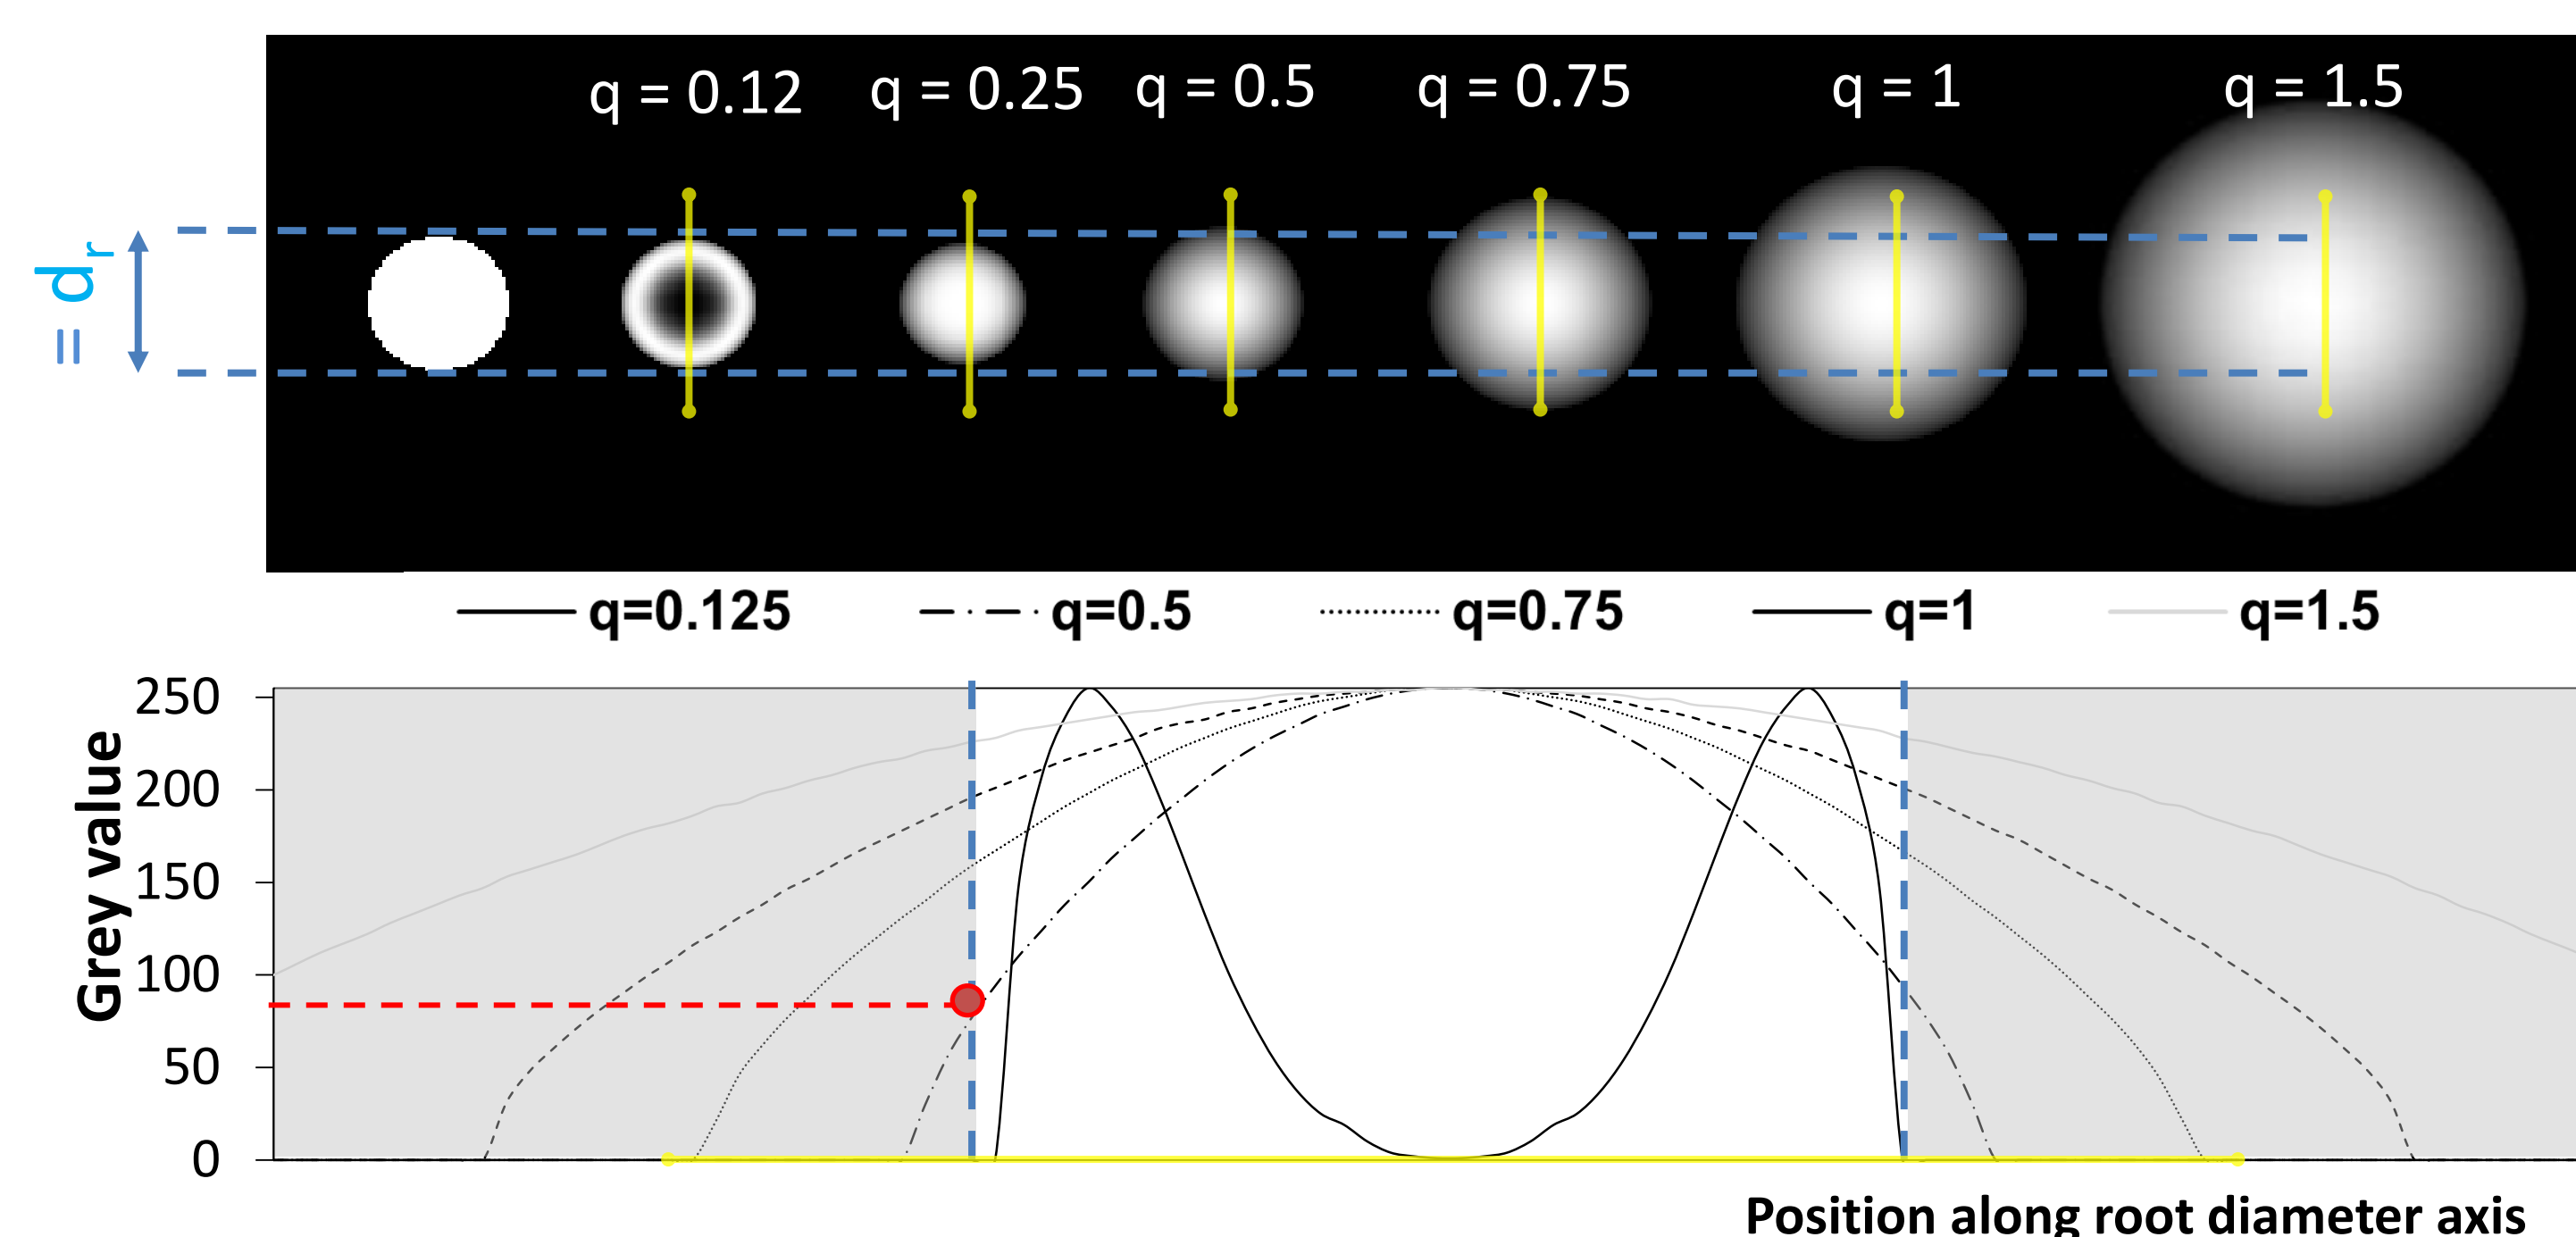 q = 0.12 q = 0.25 q = 0.5 q = 0.75 q = 1 q = 1.5
= dr
q=0.125 q=0.5 q=0.75 q=1 q=1.5
Grey value
250
200
150
100
50
0
Position along root diameter axis